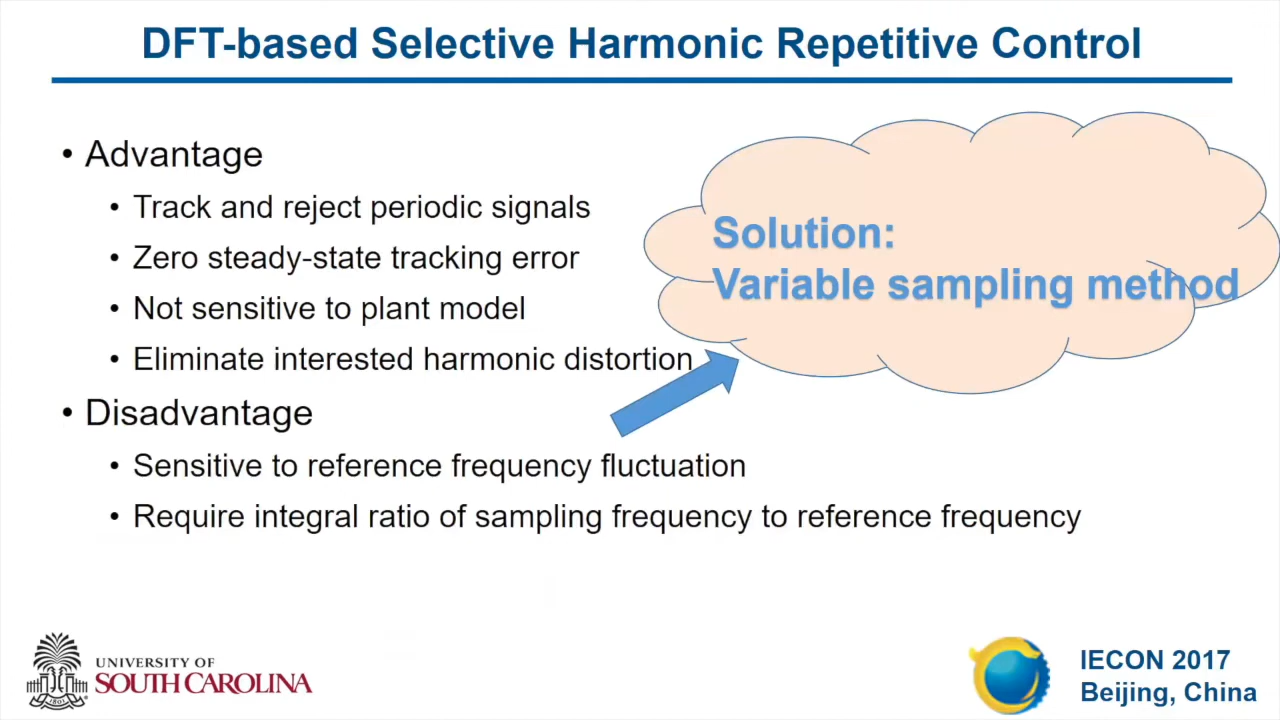 DFT-based Selective Harmonic Repetitive Control
• Advantage
• Track and reject periodic signals
• Zero steady-state tracking error
• Not sensitive to plant model
• Eliminate interested harmonic distortion
• Disadvantage
• Sensitive to reference frequency fluctuation
• Require integral ratio of sampling frequency to reference frequency
Solution:
Variable sampling method
1801
UNIVERSITY OF
SOUTH CAROLINA
IECON 2017
Beijing, China